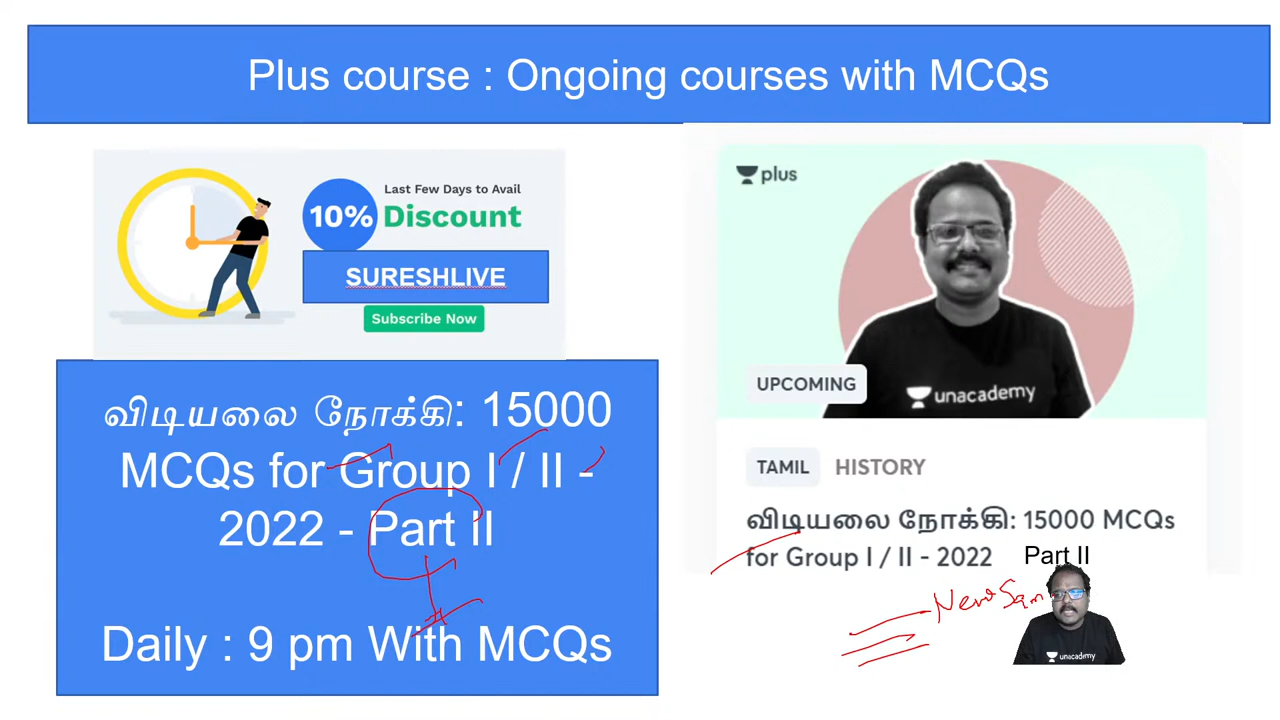 Plus course : Ongoing courses with MCQs
Last Few Days to Avail
10% Discount
SURESHLIVE
Subscribe Now
விடியலை நோக்கி: 15000
MCQs for Group I / II -
2022 - Part II
Daily : 9 pm With MCQs
plus
unacademy
UPCOMING
TAMIL HISTORY
விடியலை நோக்கி: 15000 MCQs
for Group I / II - 2022 Part II
II
unacademy